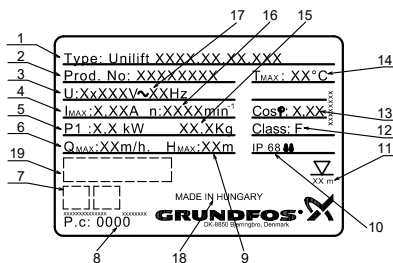 17
16
15
1
Type: Unilift XXXX.XX.XX.XXX
2
Prod. No: XXXXXXXX
TMAX: XX°C
14
3
U:XxXXXV~XXHz
4
IMAX:X.XXA n:XXXXmin-1
Cosφ: X.XX
13
XXXXXXXX
5
P1 :X.X kW XX.XKg
Class: F
12
6
QMAX:XXm/h. HMAX:XXm
IP 68
11
19
XX m
7
MADE IN HUNGARY
XXXXXXXXXXXXXX XXXXXXXX
GRUNDFOS
P.c: 0000
DK-8850 Bjerringbro, Denmark
10
8
18
9